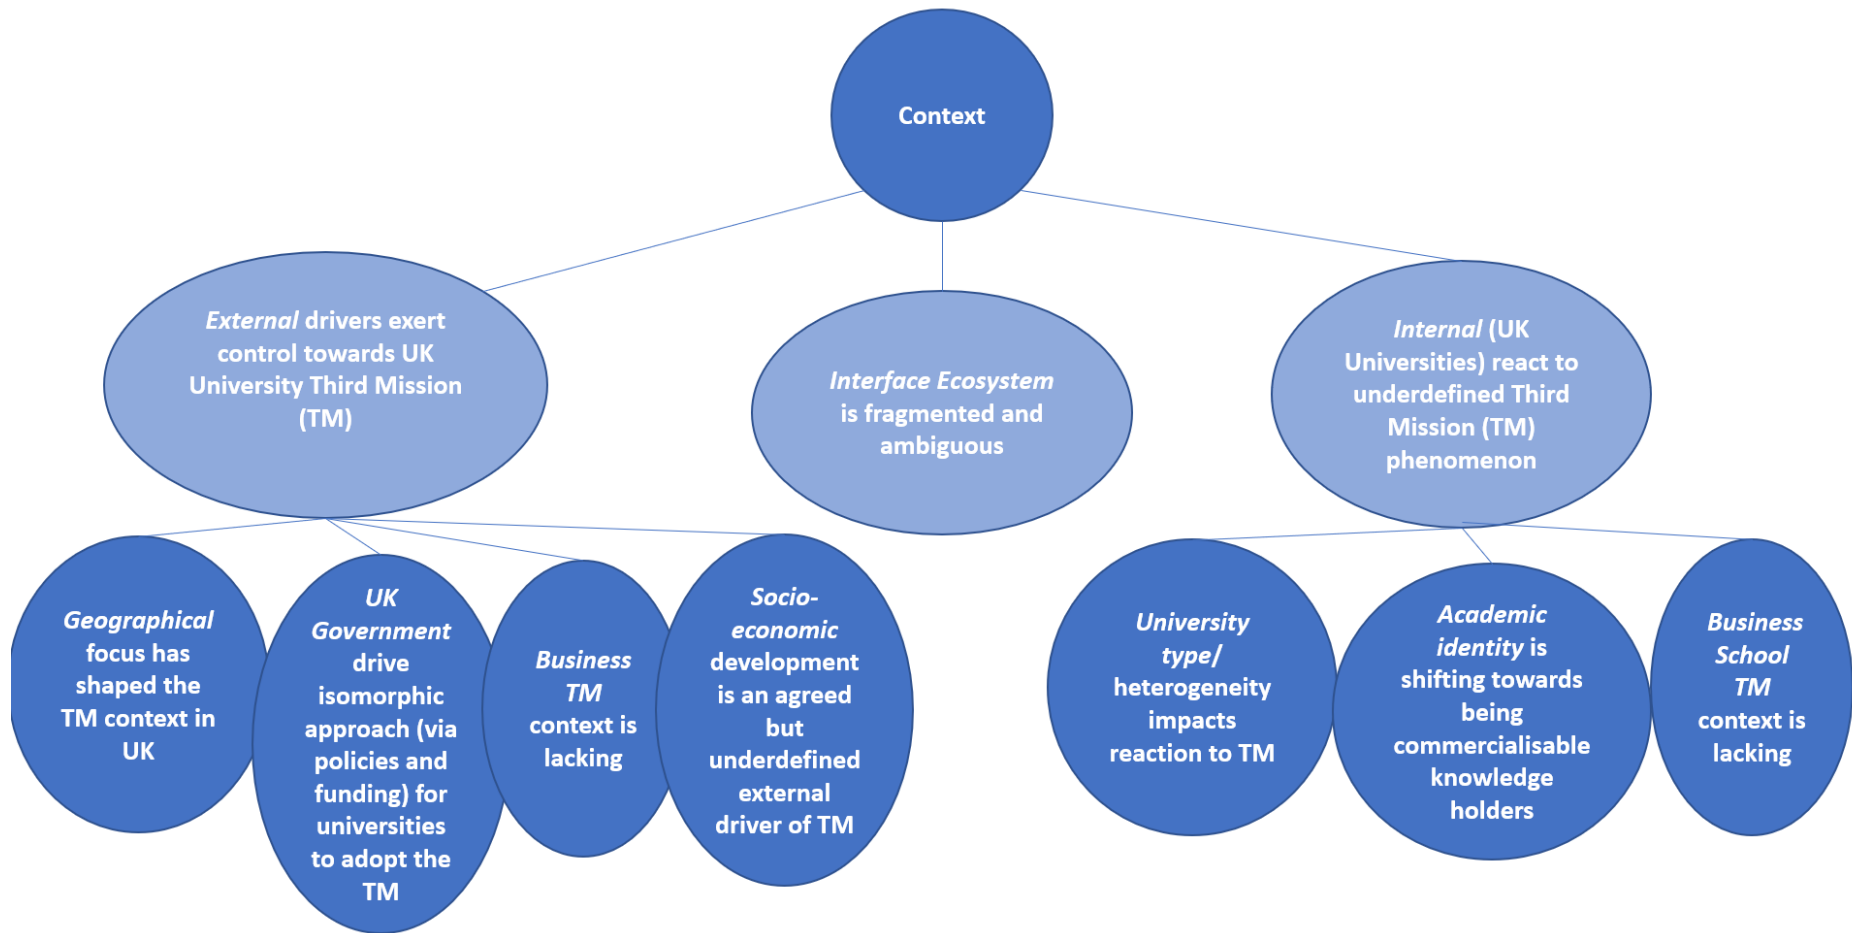 Context
External drivers exert
control towards UK
University Third Mission
(TM)
Interface Ecosystem
is fragmented and
ambiguous
Internal (UK
Universities) react to
underdefined Third
Mission (TM)
phenomenon
Geographical
focus has
shaped the
TM context in
UK
UK
Government
drive
isomorphic
approach (via
policies and
funding) for
universities
to adopt the
TM
Business
TM
context is
lacking
Socio-
economic
development
is an agreed
but
underdefined
external
driver of TM
University
type/
heterogeneity
impacts
reaction to TM
Academic
identity is
shifting towards
being
commercialisable
knowledge
holders
Business
School
TM
context is
lacking